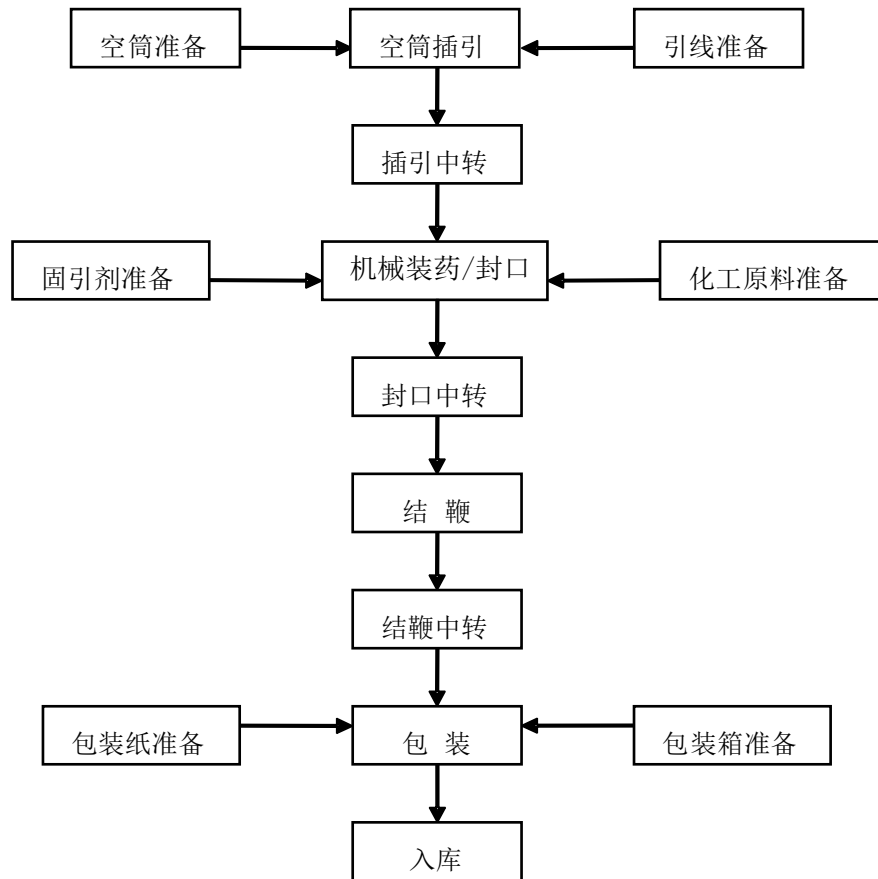 空筒准备
空筒插引
引线准备
插引中转
固引剂准备
机械装药/封口
化工原料准备
封口中转
结 鞭
结鞭中转
包装纸准备
包 装
包装箱准备
入库